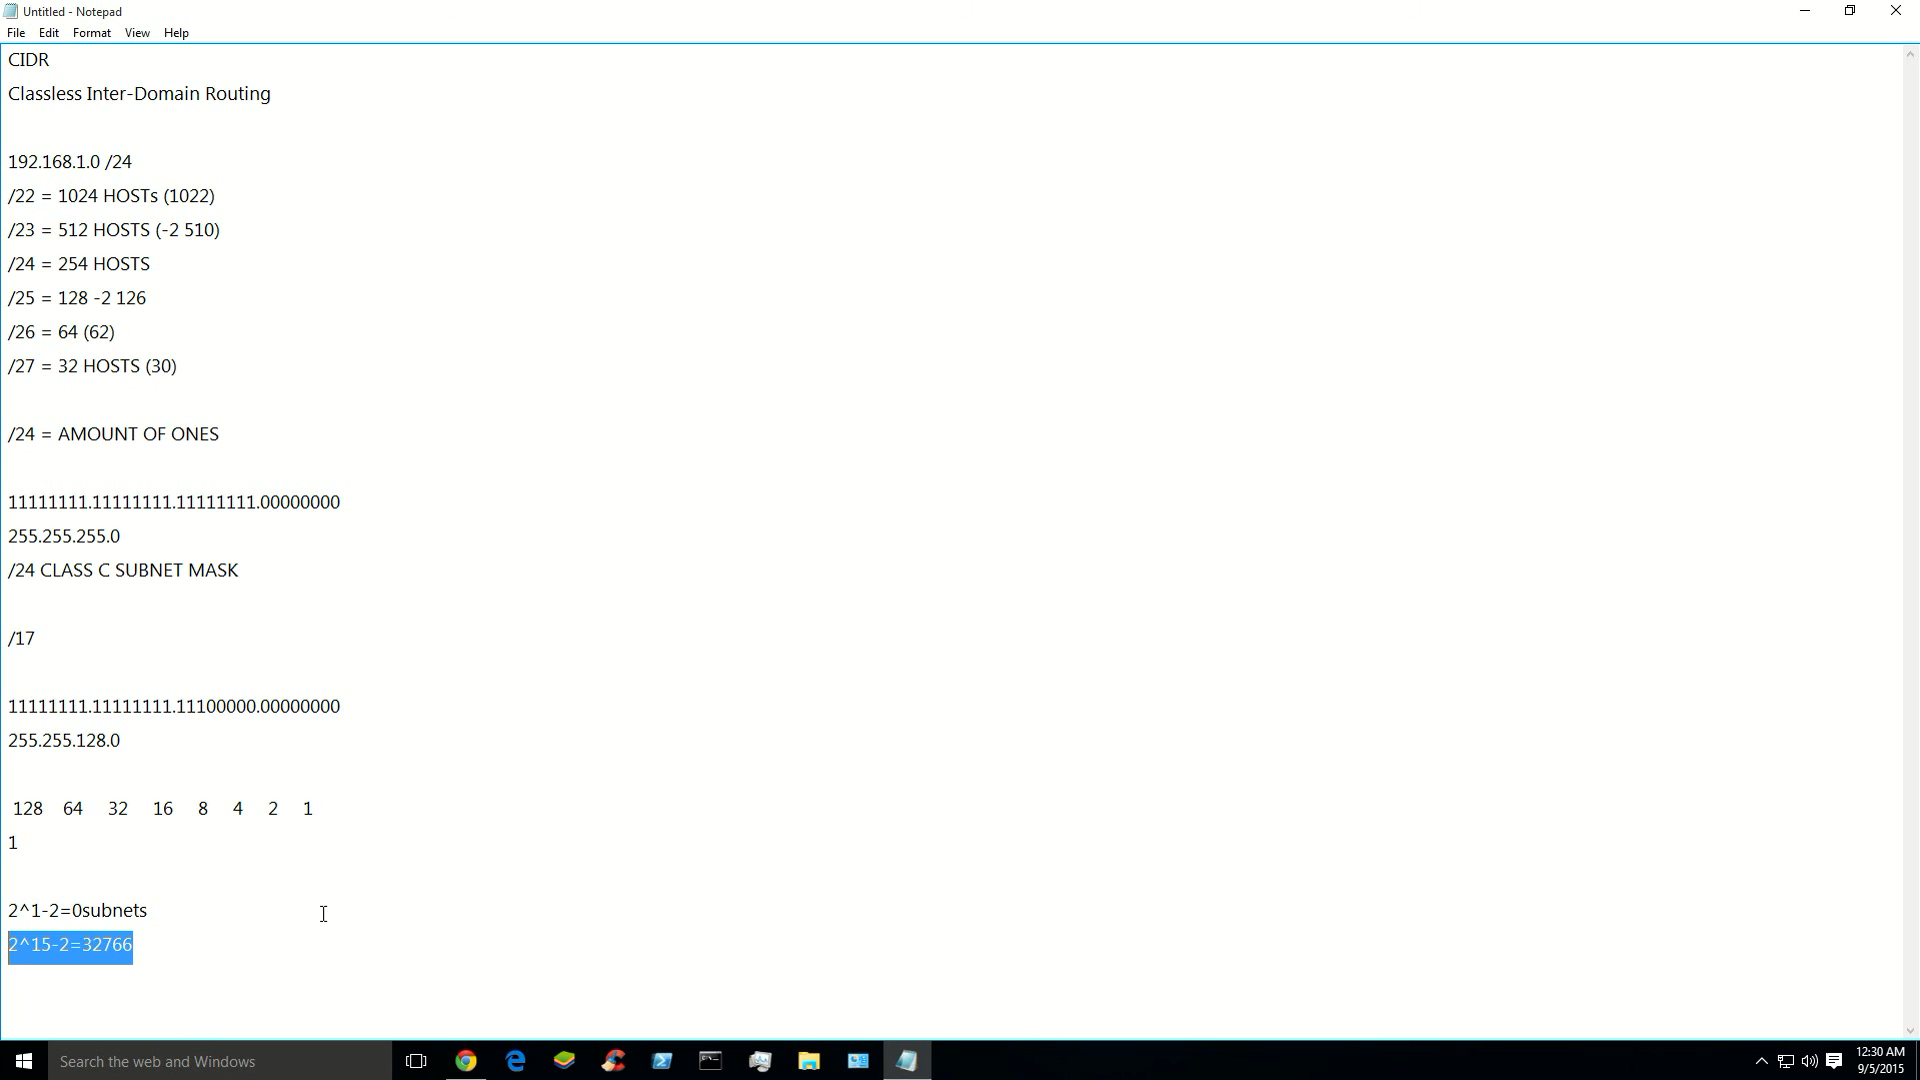 Untitled - Notepad
File Edit Format View Help
CIDR
Classless Inter-Domain Routing
192.168.1.0 /24
/22 = 1024 HOSTs (1022)
/23 = 512 HOSTS (-2 510)
/24 = 254 HOSTS
/25 = 128 -2 126
/26 = 64 (62)
/27 = 32 HOSTS (30)
/24 = AMOUNT OF ONES
11111111.11111111.11111111.00000000
255.255.255.0
/24 CLASS C SUBNET MASK
/17
11111111.11111111.11100000.00000000
255.255.128.0
128 64 32 16 8 4 2 1
1
2^1-2=0subnets
2^15-2=32766
Search the web and Windows
12:30 AM
9/5/2015